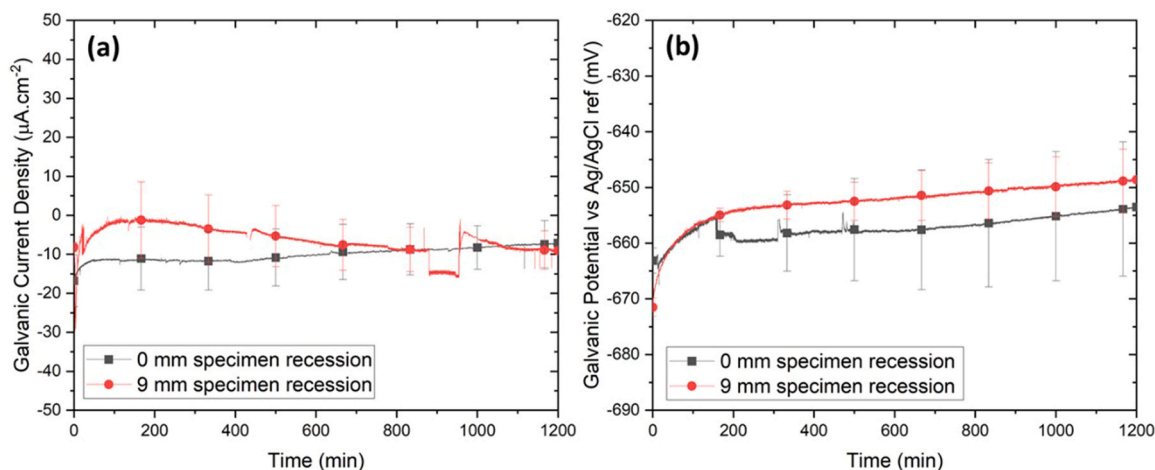 (a)
Galvanic Current Density (μA.cm⁻²)
50
40
30
20
10
0
-10
-20
-30
-40
-50
0 mm specimen recession
9 mm specimen recession
0 200 400 600 800 1000 1200
Time (min)
(b)
Galvanic Potential vs Ag/AgCl ref (mV)
-620
-630
-640
-650
-660
-670
-680
-690
0 mm specimen recession
9 mm specimen recession
0 200 400 600 800 1000 1200
Time (min)